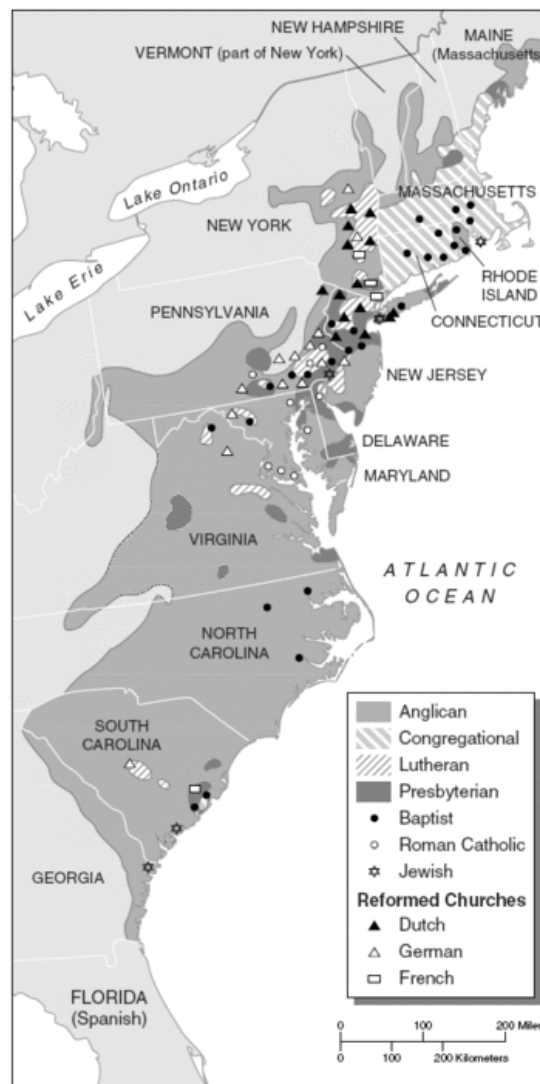 NEW HAMPSHIRE
VERMONT (part of New York)
MAINE
(Massachusetts)
Lake Ontario
MASSACHUSETTS
NEW YORK
Lake Erie
RHODE
ISLAND
CONNECTICUT
PENNSYLVANIA
NEW JERSEY
DELAWARE
MARYLAND
VIRGINIA
ATLANTIC
OCEAN
NORTH
CAROLINA
SOUTH
CAROLINA
GEORGIA
FLORIDA
(Spanish)
Anglican
Congregational
Lutheran
Presbyterian
Baptist
Roman Catholic
Jewish
Reformed Churches
Dutch
German
French
0 100 200 Miles
0 100 200 Kilometers